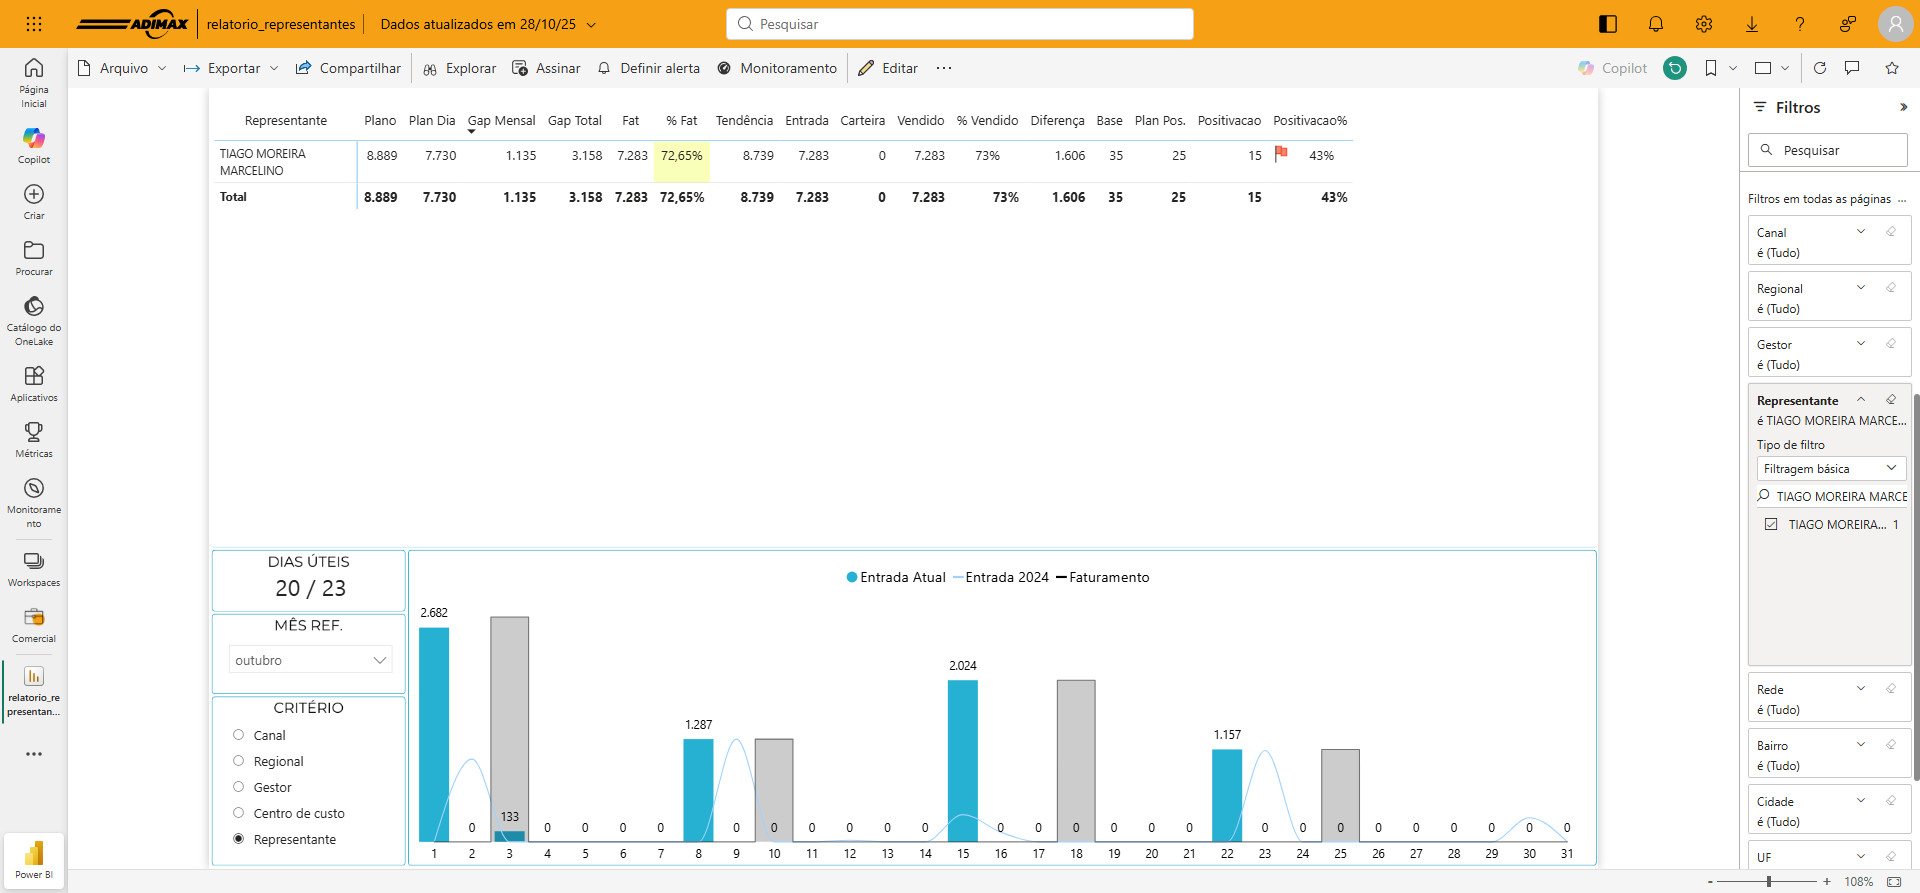 ADIMAX
relatorio_representantes
Dados atualizados em 28/10/25
Pesquisar
Arquivo
Exportar
Compartilhar
Explorar
Assinar
Definir alerta
Monitoramento
Editar
Copilot
Página
Inicial
Copilot
Criar
Procurar
Catálogo do
OneLake
Aplicativos
Métricas
Monitorame
nto
Workspaces
Comercial
relatorio_re
presentan...
Power BI
Representante Plano Plan Dia Gap Mensal Gap Total Fat % Fat Tendência Entrada Carteira Vendido % Vendido Diferença Base Plan Pos. Positivacao Positivacao%
TIAGO MOREIRA
MARCELINO
8.889 7.730 1.135 3.158 7.283 72,65% 8.739 7.283 0 7.283 73% 1.606 35 25 15 43%
Total 8.889 7.730 1.135 3.158 7.283 72,65% 8.739 7.283 0 7.283 73% 1.606 35 25 15 43%
DIAS ÚTEIS
20 / 23
MÊS REF.
outubro
CRITÉRIO
Canal
Regional
Gestor
Centro de custo
Representante
Entrada Atual Entrada 2024 Faturamento
2.682
2.024
1.287
1.157
133
0 0 0 0 0 0 0 0 0 0 0 0 0 0 0 0 0 0 0 0 0 0 0 0 0 0
1 2 3 4 5 6 7 8 9 10 11 12 13 14 15 16 17 18 19 20 21 22 23 24 25 26 27 28 29 30 31
Filtros
Pesquisar
Filtros em todas as páginas ...
Canal
é (Tudo)
Regional
é (Tudo)
Gestor
é (Tudo)
Representante
é TIAGO MOREIRA MARCE...
Tipo de filtro
Filtragem básica
TIAGO MOREIRA MARCE
TIAGO MOREIRA... 1
Rede
é (Tudo)
Bairro
é (Tudo)
Cidade
é (Tudo)
UF
- + 108%